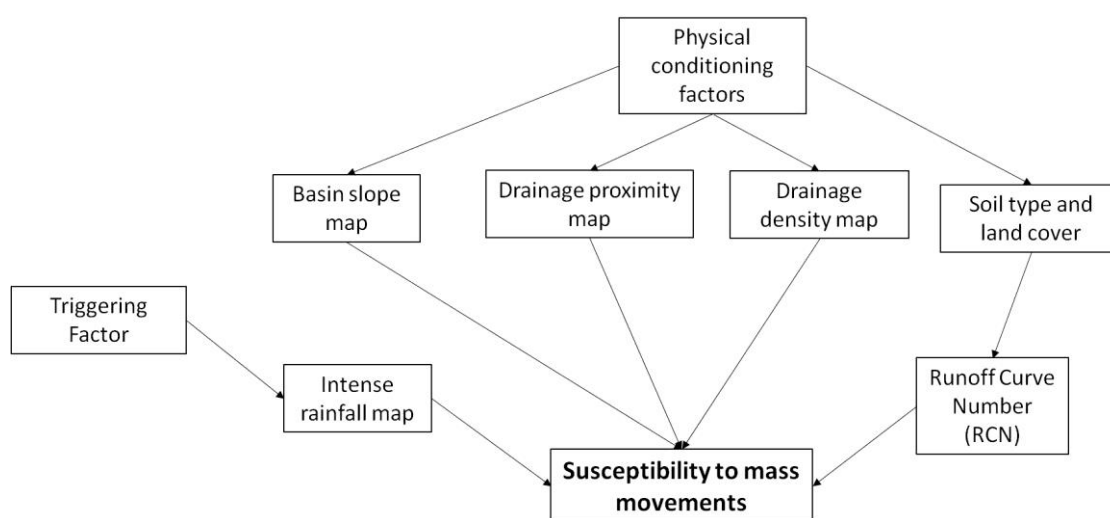 Physical
conditioning
factors
Basin slope
map
Drainage proximity
map
Drainage
density map
Soil type and
land cover
Triggering
Factor
Intense
rainfall map
Runoff Curve
Number
(RCN)
Susceptibility to mass
movements